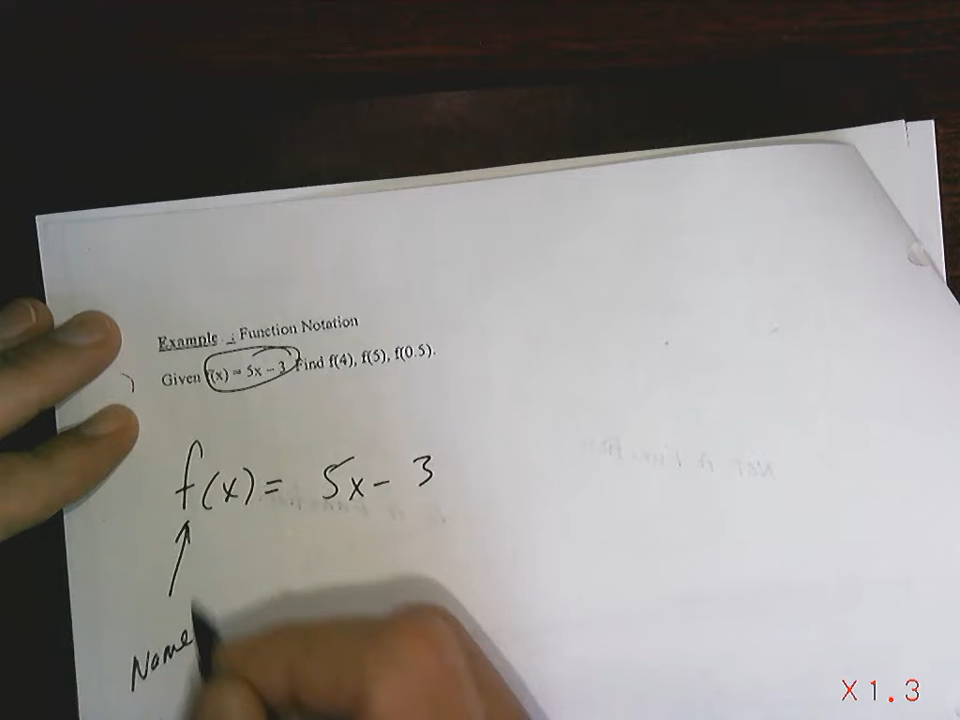 Example : Function Notation
Given f(x) = 5x – 3 Find f(4), f(5), f(0.5).
f(x) = 5x - 3
Name
X1.3